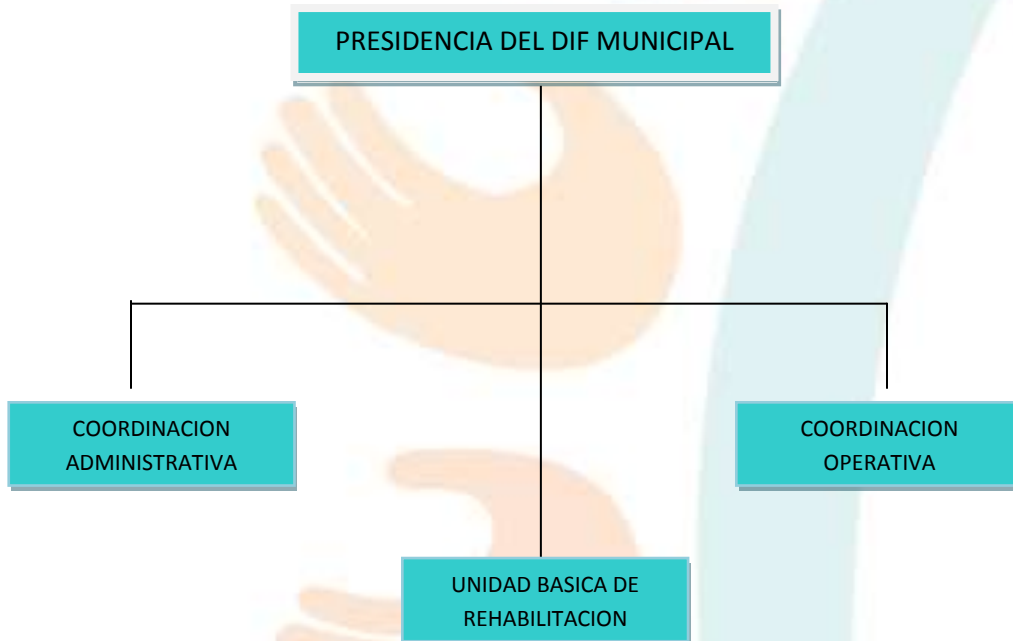 PRESIDENCIA DEL DIF MUNICIPAL
COORDINACION
ADMINISTRATIVA
COORDINACION
OPERATIVA
UNIDAD BASICA DE
REHABILITACION